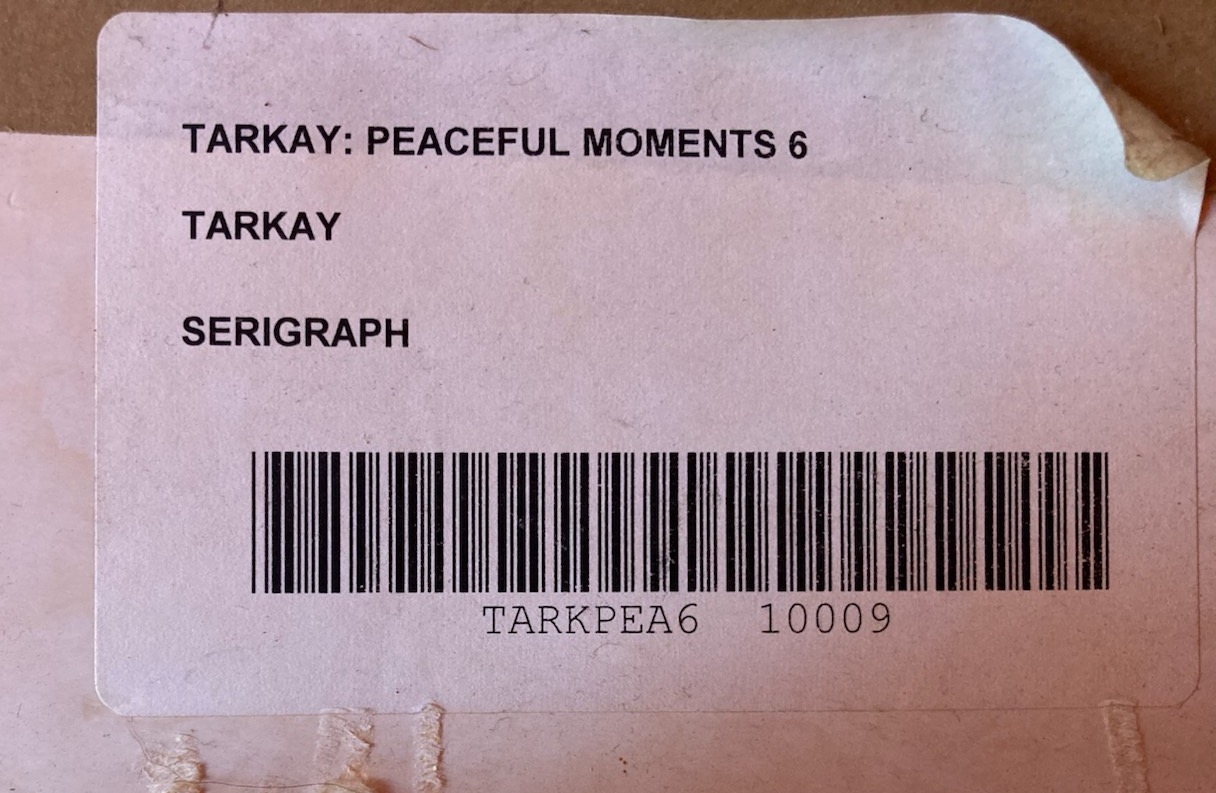 TARKAY: PEACEFUL MOMENTS 6
TARKAY
SERIGRAPH
TARKPEA6  10009